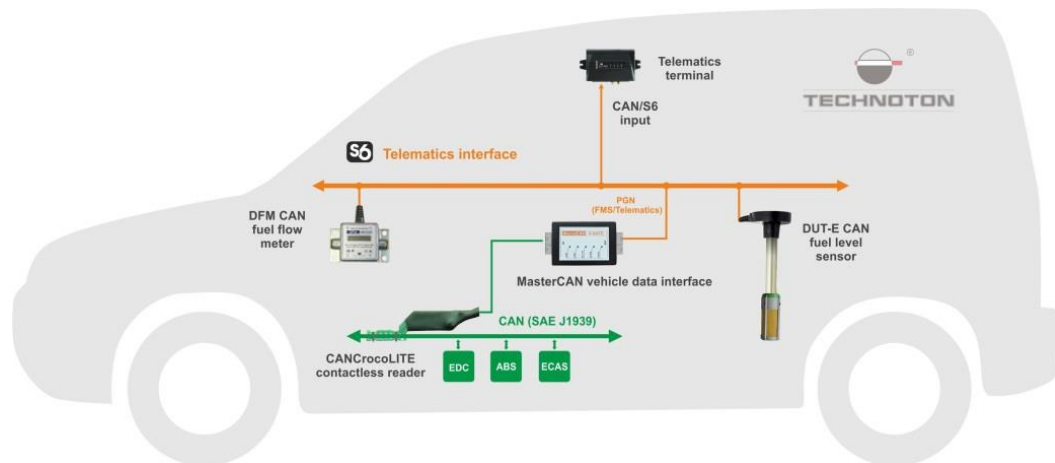 Telematics
terminal
®
TECHNOTON
CAN/S6
input
S6 Telematics interface
PGN
(FMS/Telematics)
DFM CAN
fuel flow
meter
DUT-E CAN
fuel level
sensor
MasterCAN vehicle data interface
CAN (SAE J1939)
CANCrocoLITE
contactless reader
EDC
ABS
ECAS